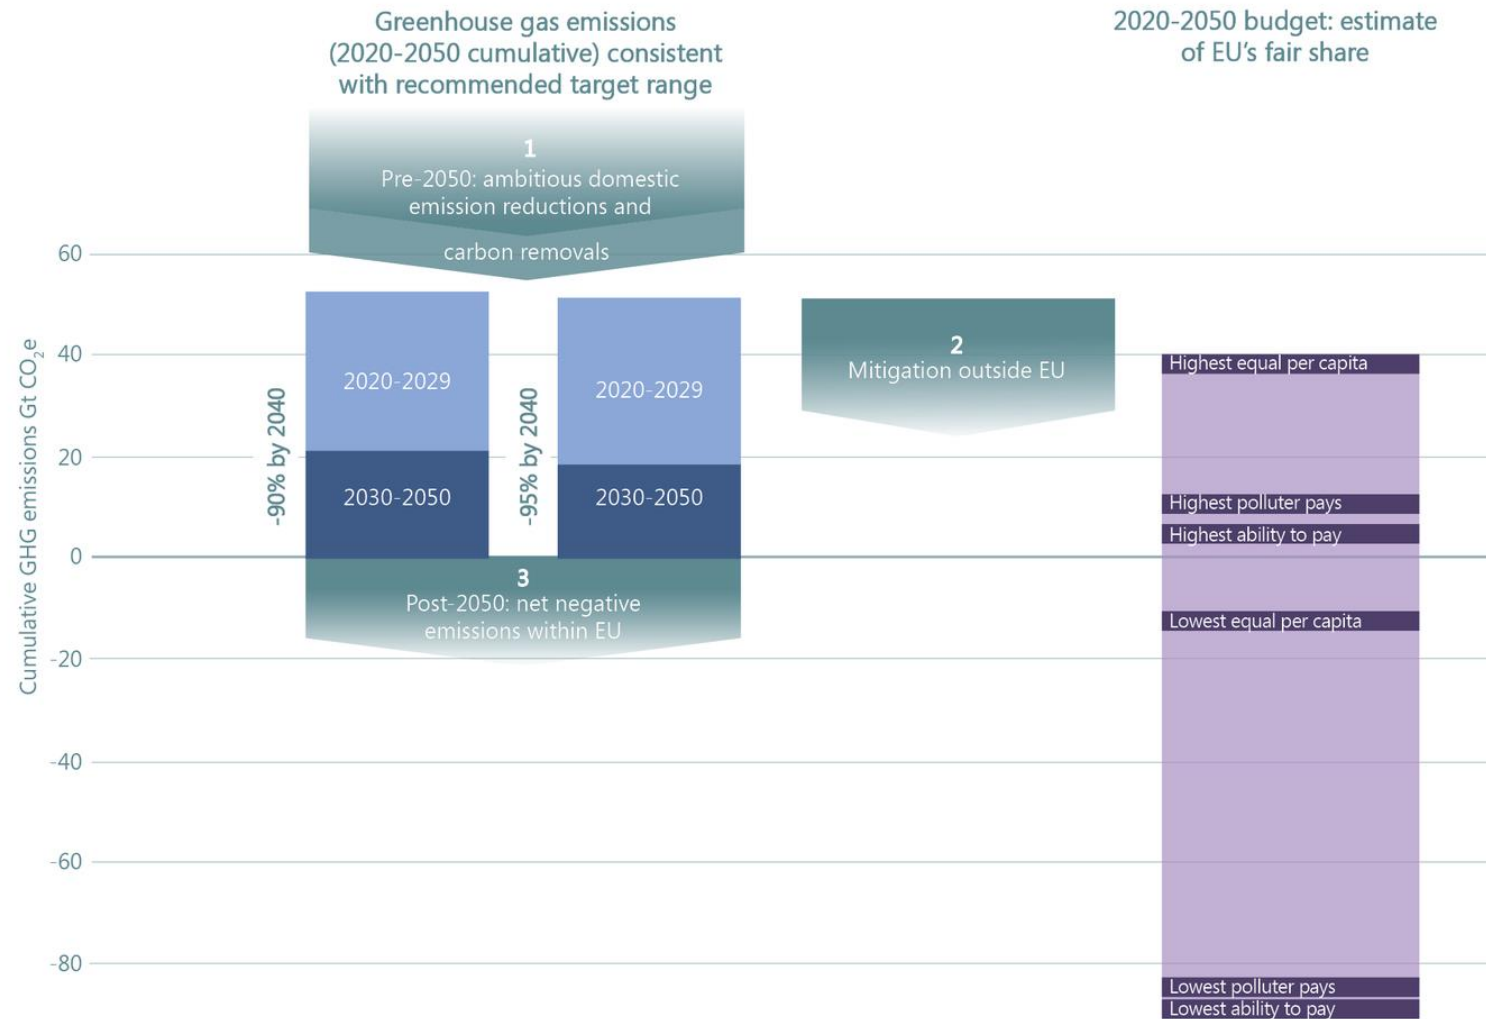 Greenhouse gas emissions
(2020-2050 cumulative) consistent
with recommended target range
2020-2050 budget: estimate
of EU's fair share
1
Pre-2050: ambitious domestic
emission reductions and
carbon removals
Cumulative GHG emissions Gt CO₂e
60
40
20
0
-20
-40
-60
-80
-90% by 2040
2020-2029
2030-2050
-95% by 2040
2020-2029
2030-2050
2
Mitigation outside EU
3
Post-2050: net negative
emissions within EU
Highest equal per capita
Highest polluter pays
Highest ability to pay
Lowest equal per capita
Lowest polluter pays
Lowest ability to pay